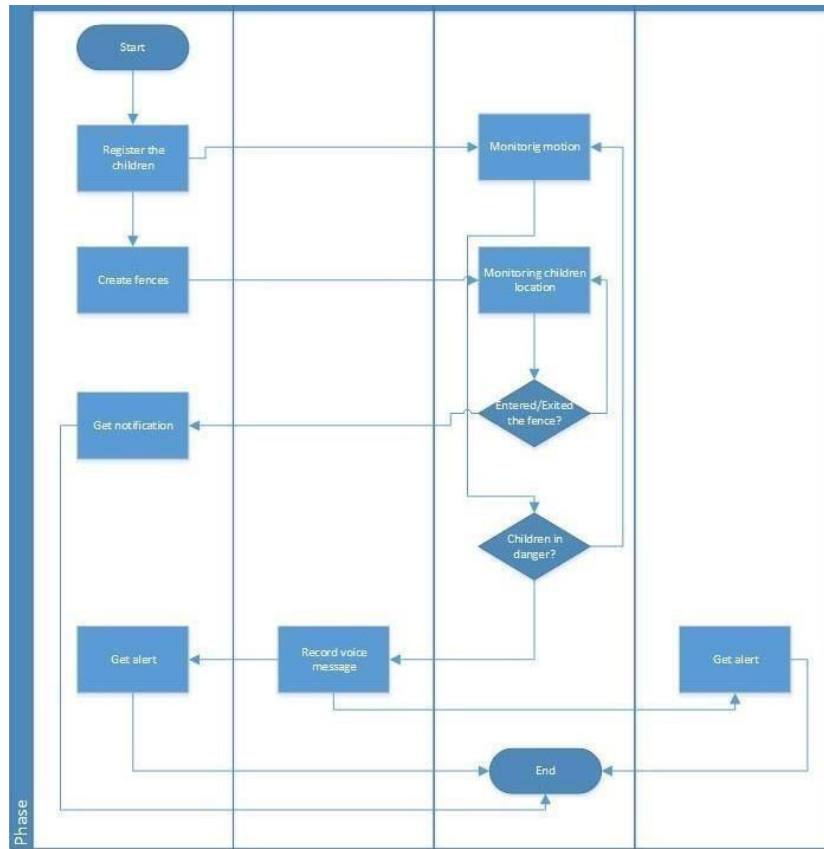 Start
Register the
children
Monitorig motion
Create fences
Monitoring children
location
Get notification
Entered/Exited
the fence?
Children in
danger?
Get alert
Record voice
message
Get alert
End
Phase